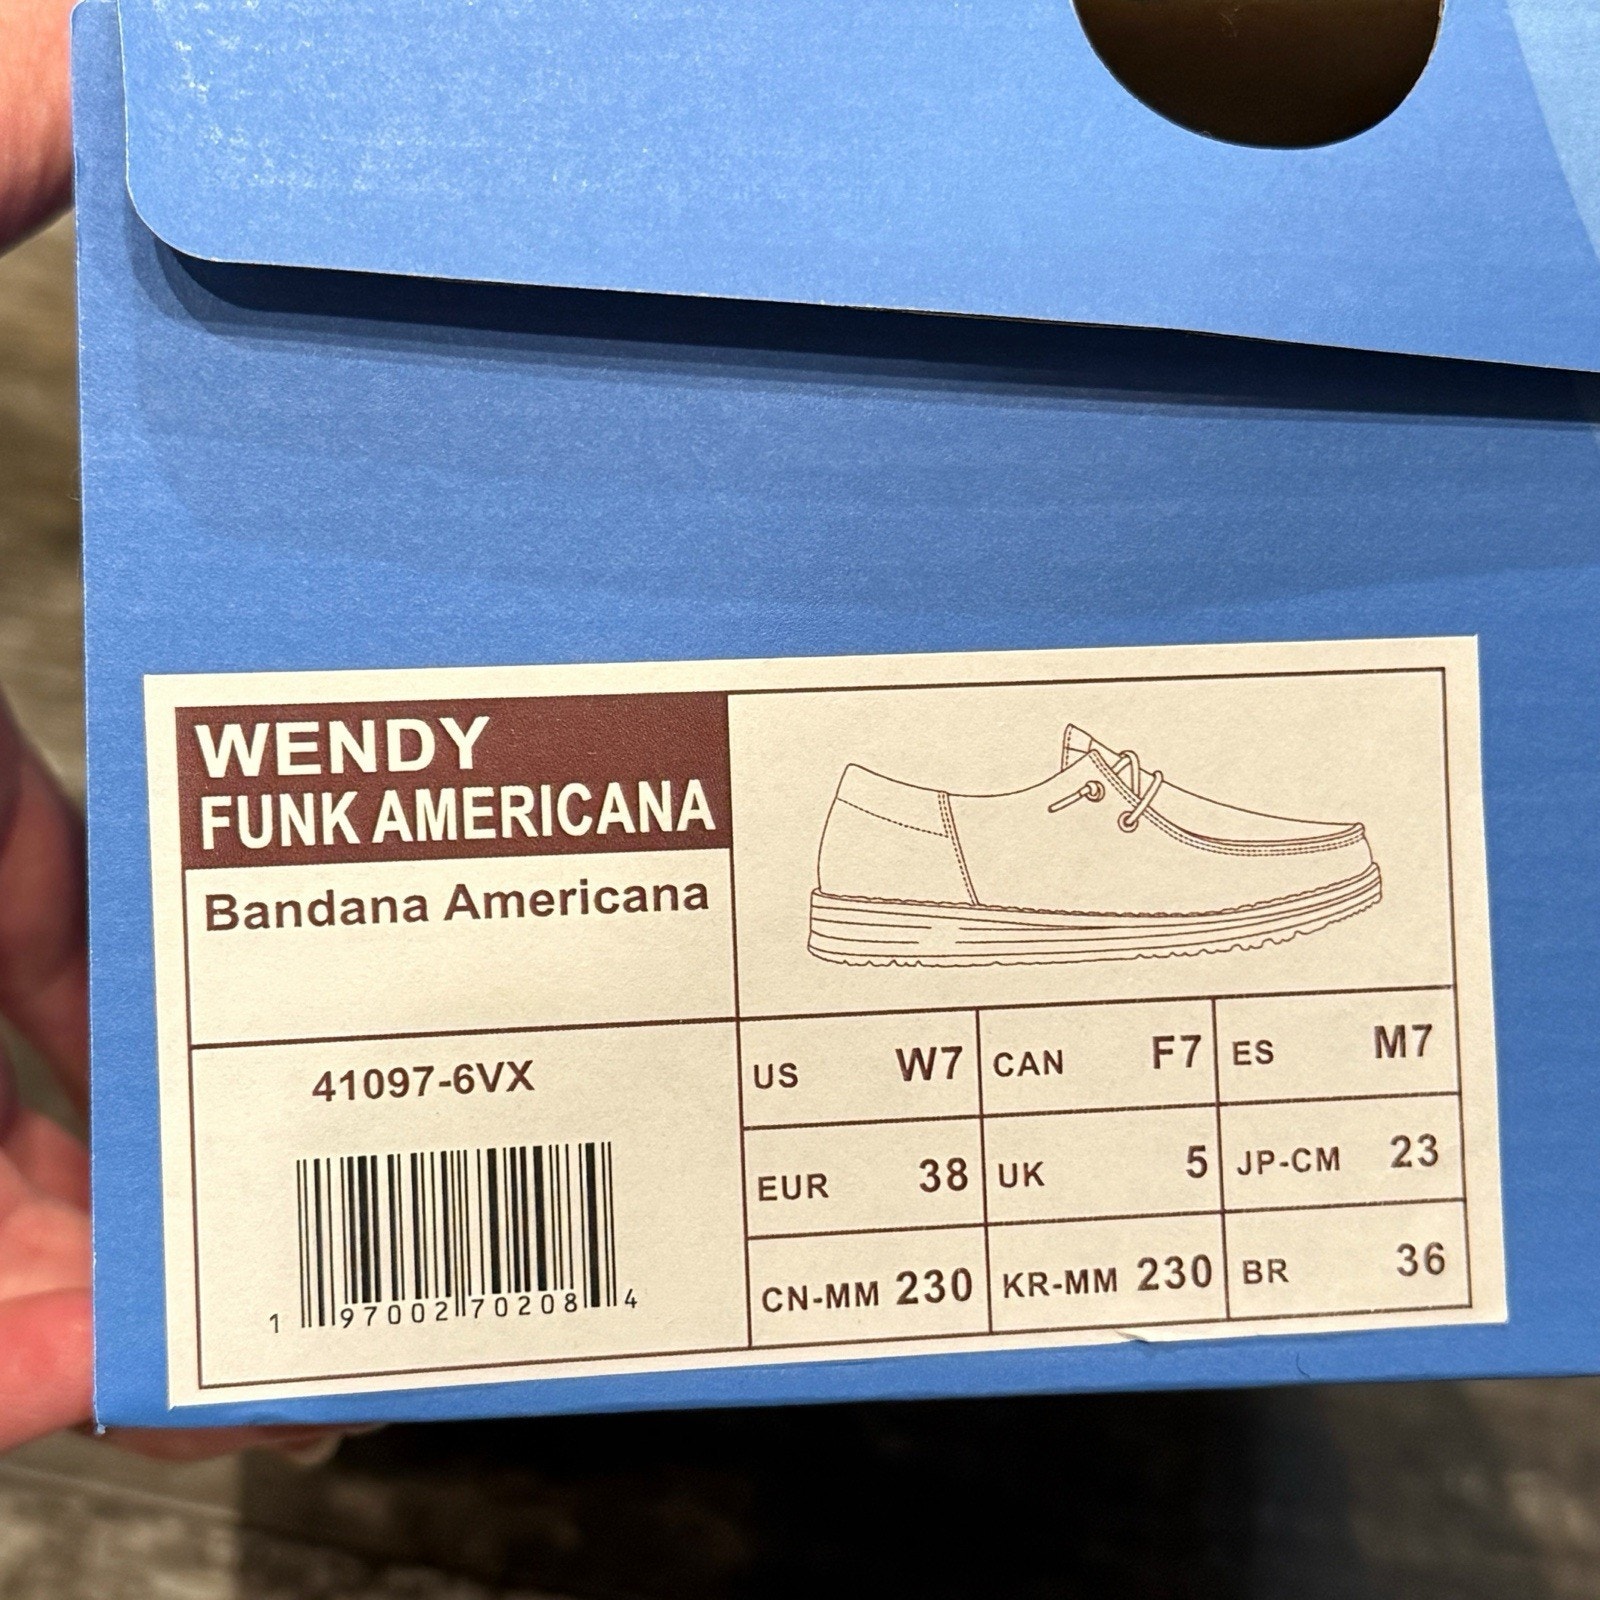 WENDY
FUNK AMERICANA
Bandana Americana
41097-6VX
1 97002 70208 4
US W7 CAN F7 ES M7
EUR 38 UK 5 JP-CM 23
CN-MM 230 KR-MM 230 BR 36